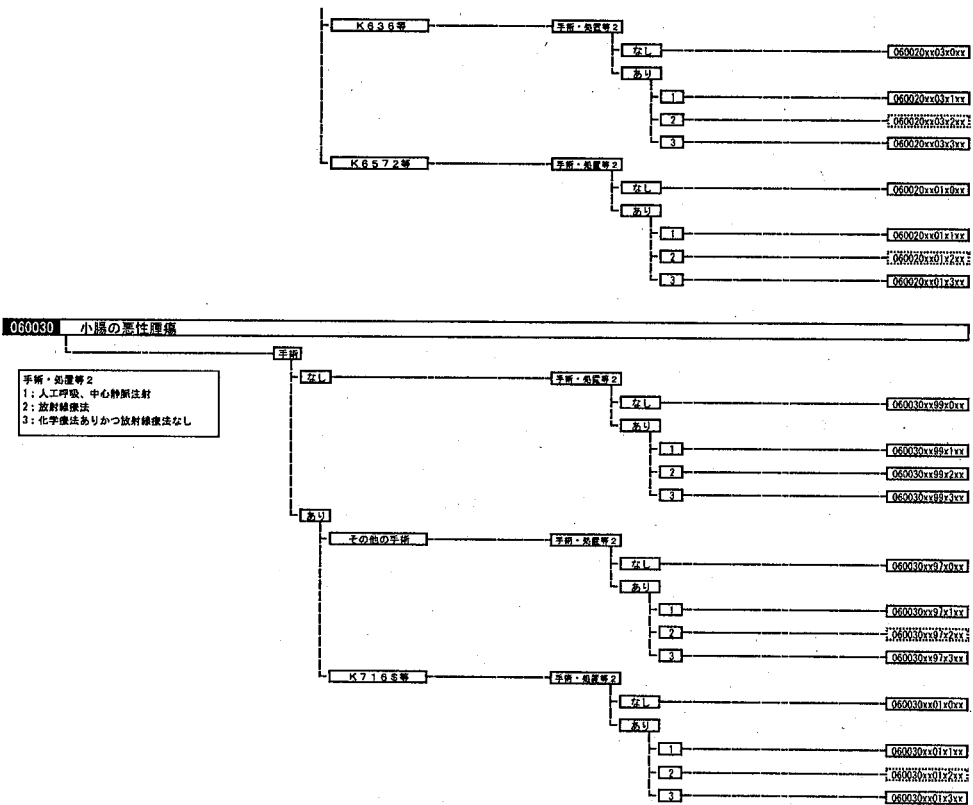 K636等 手術・処置等2
なし 060020xx03x0xx
あり
1 060020xx03x1xx
2 060020xx03x2xx
3 060020xx03x3xx
K6572等 手術・処置等2
なし 060020xx01x0xx
あり
1 060020xx01x1xx
2 060020xx01x2xx
3 060020xx01x3xx
060030 小腸の悪性腫瘍
手術
手術・処置等2
1:人工呼吸、中心静脈注射
2:放射線療法
3:化学療法ありかつ放射線療法なし
なし 手術・処置等2
なし 060030xx99x0xx
あり
1 060030xx99x1xx
2 060030xx99x2xx
3 060030xx99x3xx
あり
その他の手術 手術・処置等2
なし 060030xx97x0xx
あり
1 060030xx97x1xx
2 060030xx97x2xx
3 060030xx97x3xx
K716$等 手術・処置等2
なし 060030xx01x0xx
あり
1 060030xx01x1xx
2 060030xx01x2xx
3 060030xx01x3xx